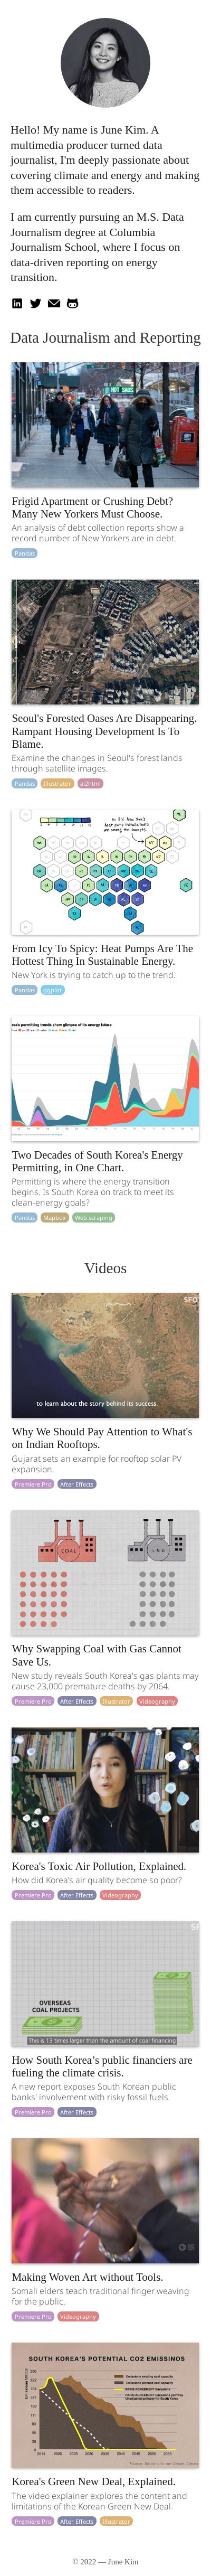 Hello! My name is June Kim. A
multimedia producer turned data
journalist, I'm deeply passionate about
covering climate and energy and making
them accessible to readers.
I am currently pursuing an M.S. Data
Journalism degree at Columbia
Journalism School, where I focus on
data-driven reporting on energy
transition.
Data Journalism and Reporting
Frigid Apartment or Crushing Debt?
Many New Yorkers Must Choose.
An analysis of debt collection reports show a
record number of New Yorkers are in debt.
Pandas
Seoul's Forested Oases Are Disappearing.
Rampant Housing Development Is To
Blame.
Examine the changes in Seoul's forest lands
through satellite images.
Pandas Illustrator ai2html
From Icy To Spicy: Heat Pumps Are The
Hottest Thing In Sustainable Energy.
New York is trying to catch up to the trend.
Pandas ggplot
Two Decades of South Korea's Energy
Permitting, in One Chart.
Permitting is where the energy transition
begins. Is South Korea on track to meet its
clean-energy goals?
Pandas Mapbox Web scraping
Videos
to learn about the story behind its success.
Why We Should Pay Attention to What's
on Indian Rooftops.
Gujarat sets an example for rooftop solar PV
expansion.
Premiere Pro After Effects
COAL LNG
Why Swapping Coal with Gas Cannot
Save Us.
New study reveals South Korea's gas plants may
cause 23,000 premature deaths by 2064.
Premiere Pro After Effects Illustrator Videography
Korea's Toxic Air Pollution, Explained.
How did Korea's air quality become so poor?
Premiere Pro After Effects Videography
OVERSEAS
COAL PROJECTS
This is 13 times larger than the amount of coal financing
How South Korea’s public financiers are
fueling the climate crisis.
A new report exposes South Korean public
banks' involvement with risky fossil fuels.
Premiere Pro After Effects
Making Woven Art without Tools.
Somali elders teach traditional finger weaving
for the public.
Premiere Pro Videography
SOUTH KOREA'S POTENTIAL CO2 EMISSINOS
Korea's Green New Deal, Explained.
The video explainer explores the content and
limitations of the Korean Green New Deal.
Premiere Pro After Effects Illustrator
© 2022 — June Kim